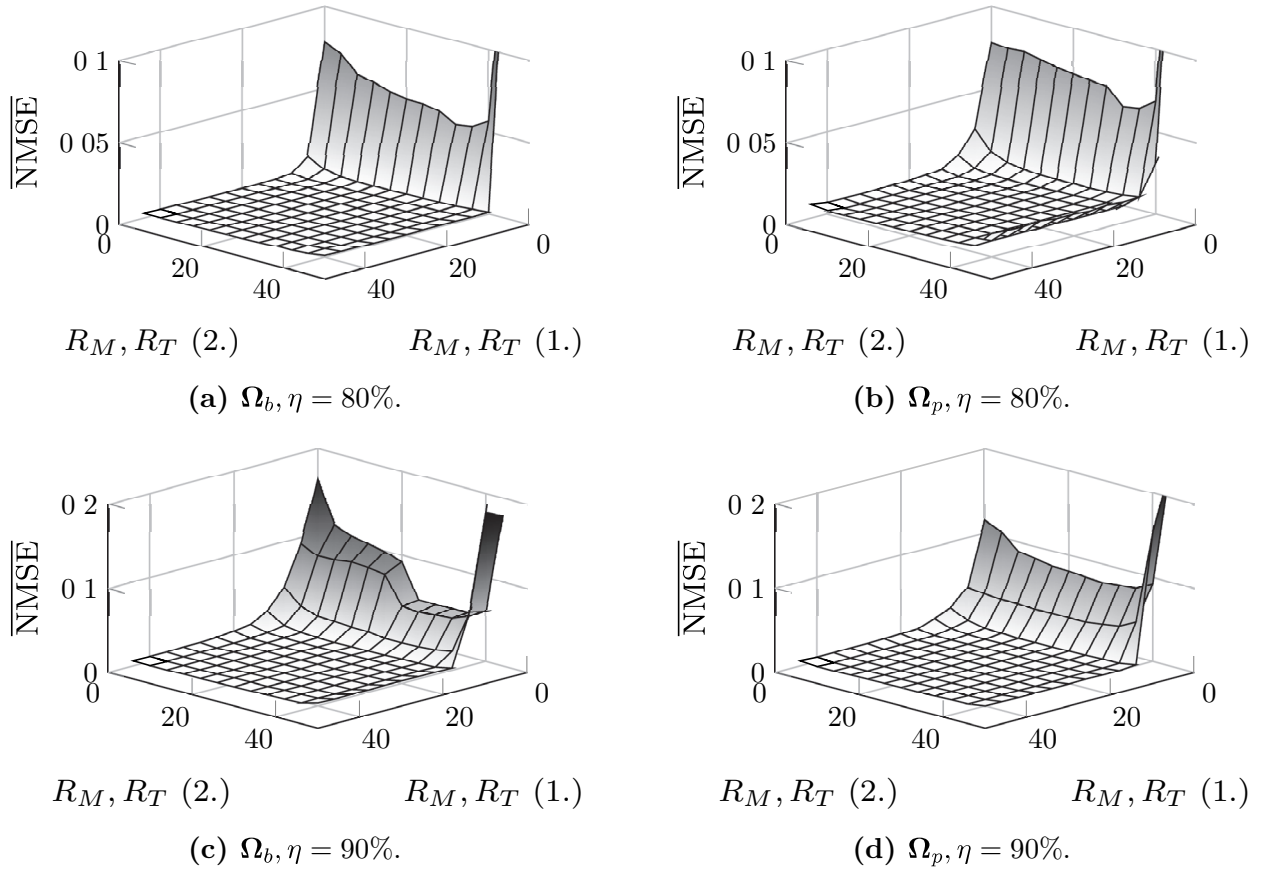 0 1 0 1
NMSE 0 05 NMSE 0 05
0 0
0 0 0 0
20 20 20 20
40 40 40 40
R_M, R_T (2.) R_M, R_T (1.) R_M, R_T (2.) R_M, R_T (1.)
(a) Ω_b, η = 80%. (b) Ω_p, η = 80%.
0 2 0 2
NMSE 0 1 NMSE 0 1
0 0
0 0 0 0
20 20 20 20
40 40 40 40
R_M, R_T (2.) R_M, R_T (1.) R_M, R_T (2.) R_M, R_T (1.)
(c) Ω_b, η = 90%. (d) Ω_p, η = 90%.